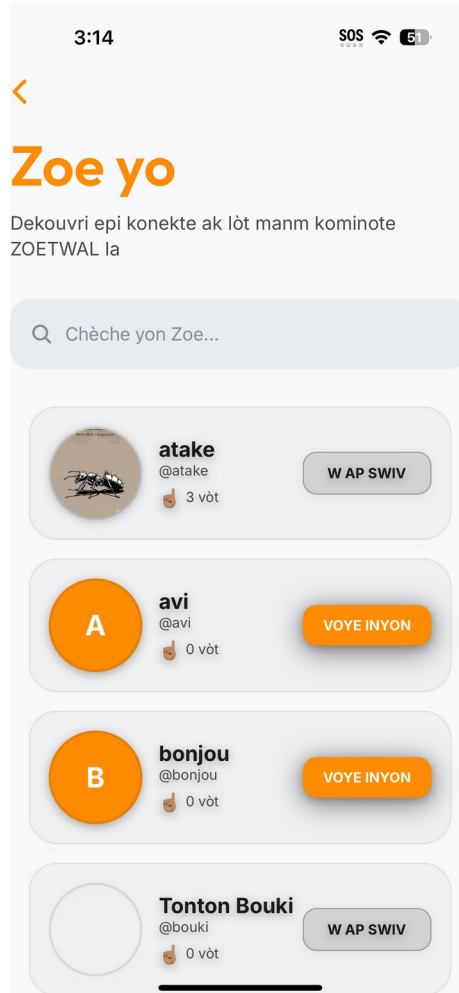 3:14
SOS
51
Zoe yo
Dekouvri epi konekte ak lòt manm kominote
ZOETWAL la
Chèche yon Zoe...
atake
@atake
3 vòt
W AP SWIV
A
avi
@avi
0 vòt
VOYE INYON
B
bonjou
@bonjou
0 vòt
VOYE INYON
Tonton Bouki
@bouki
0 vòt
W AP SWIV